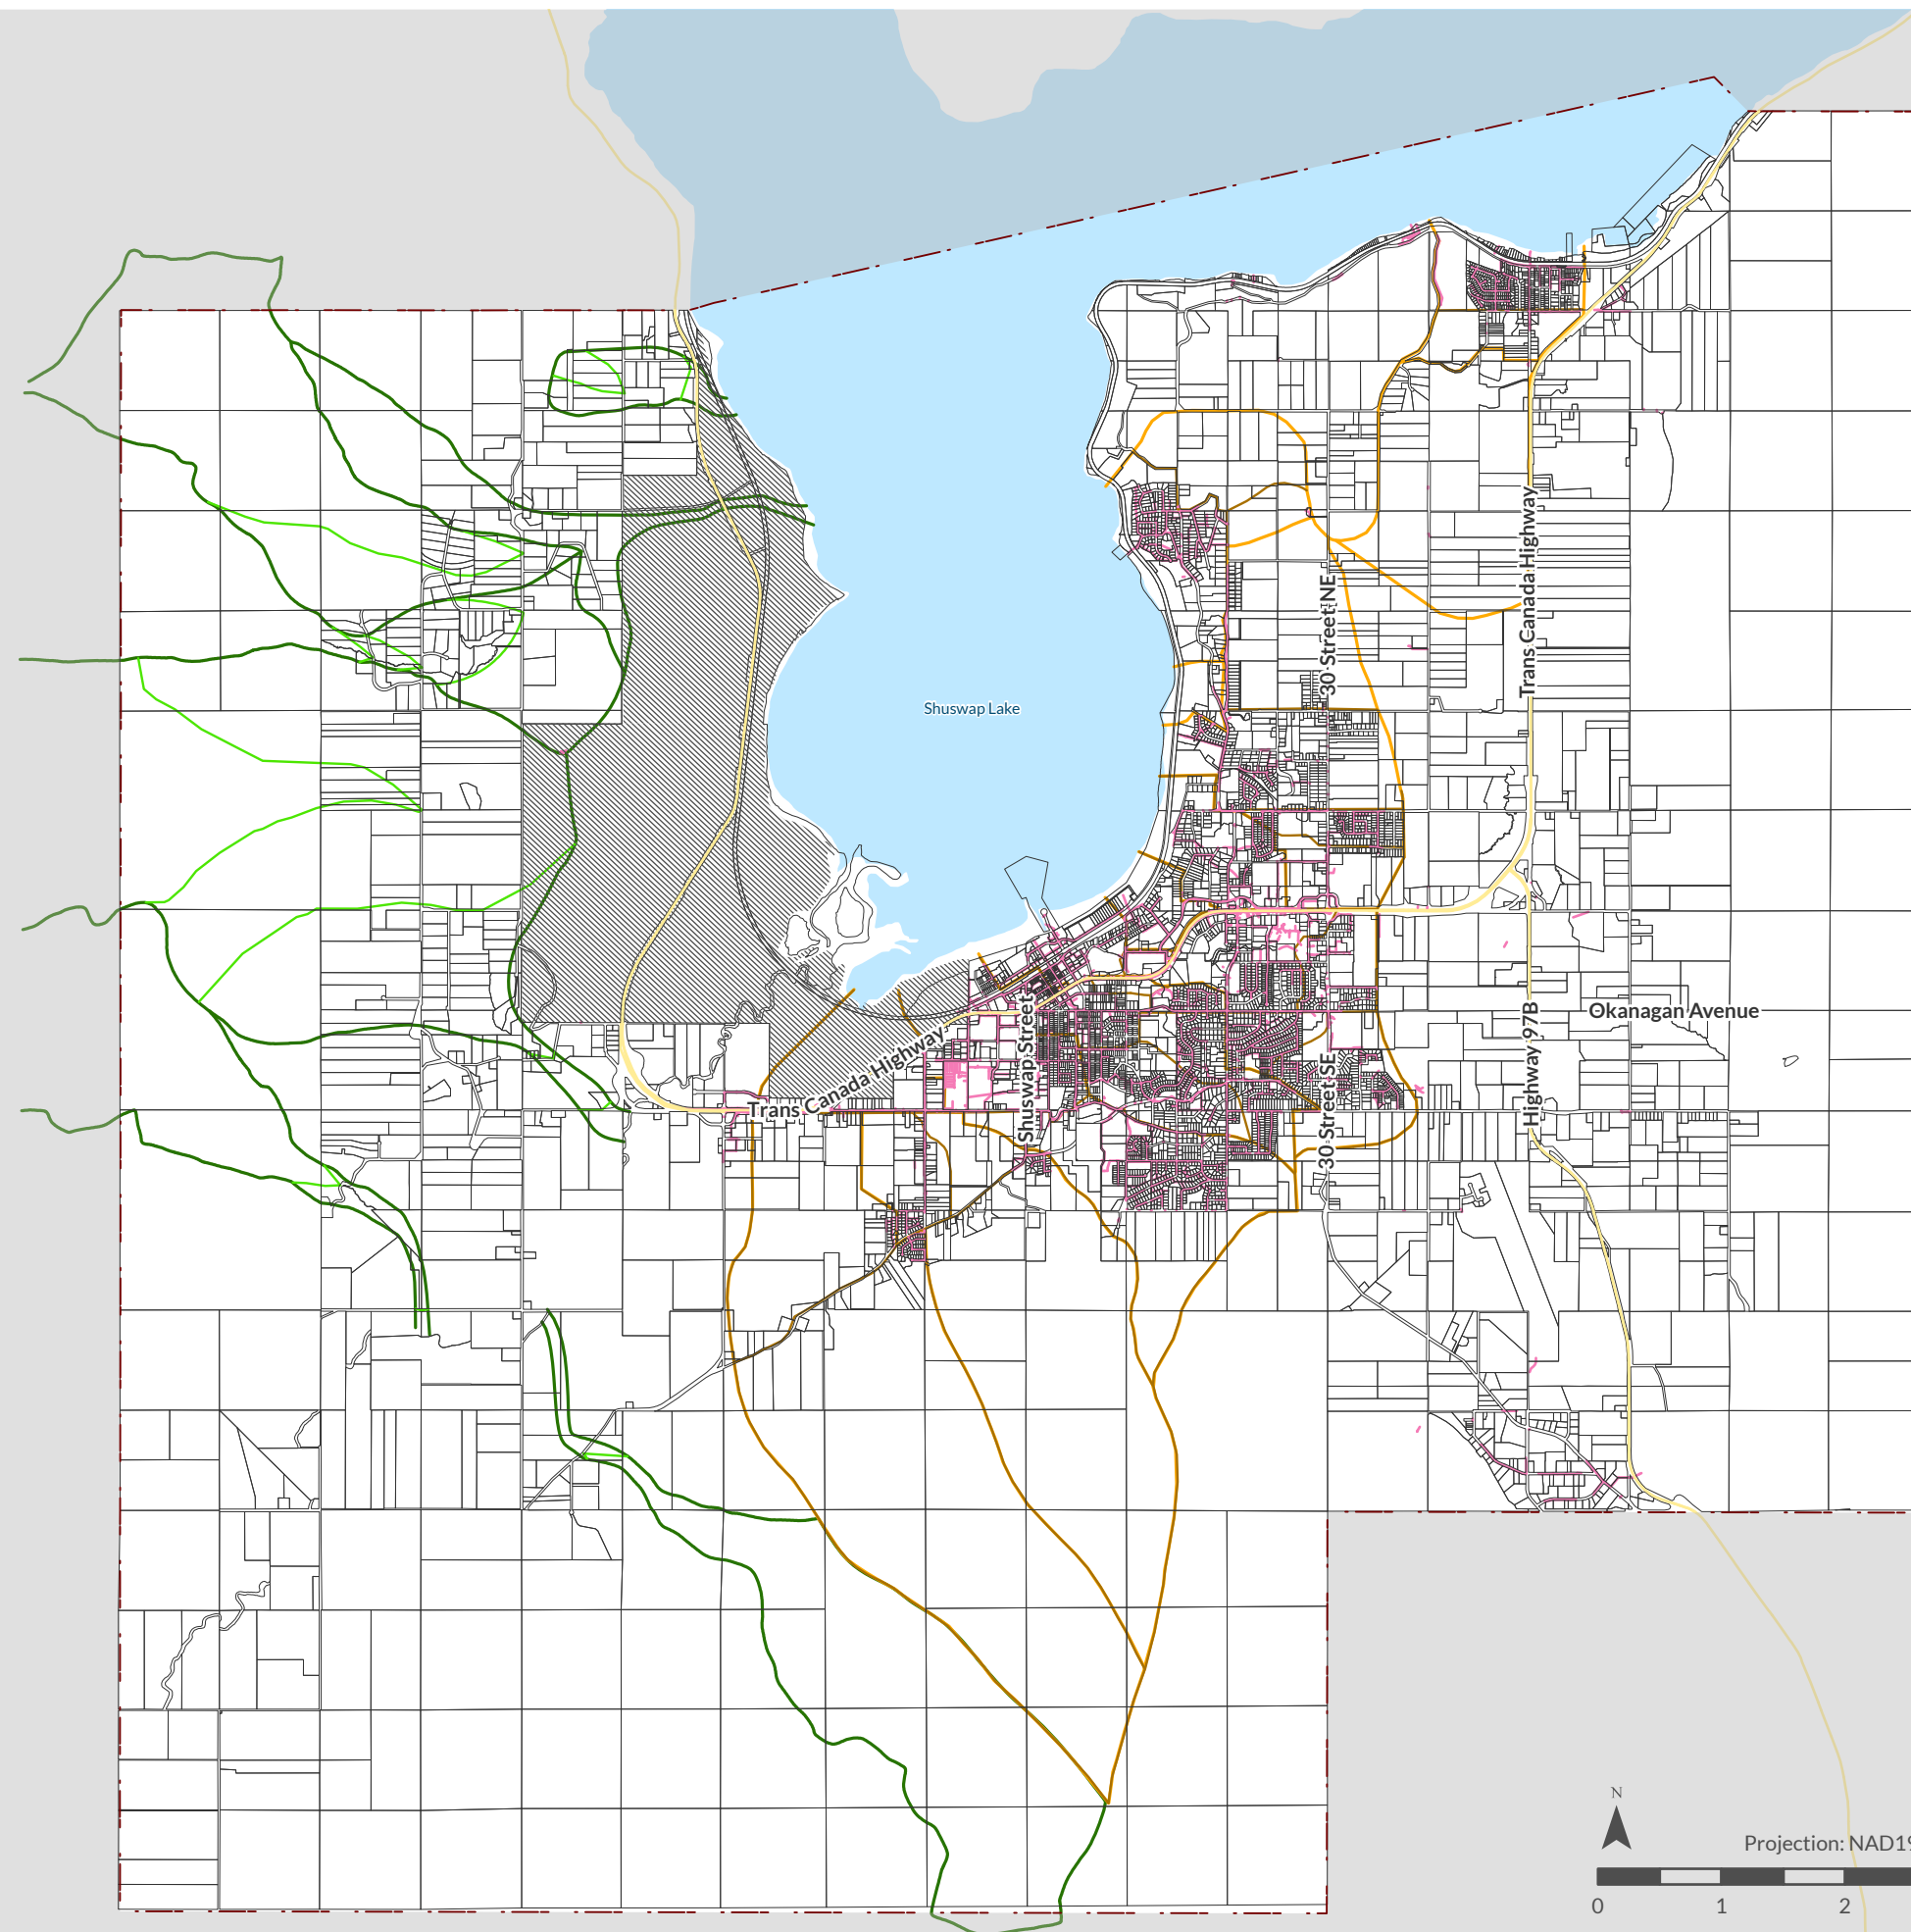 30 Street NE
Trans Canada Highway
Shuswap Lake
Okanagan Avenue
Highway 97B
Shuswap Street
Trans Canada Highway
30 Street SE
N
Projection: NAD19
0 1 2